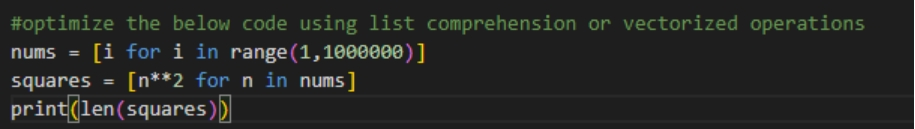 #optimize the below code using list comprehension or vectorized operations
nums = [i for i in range(1,1000000)]
squares = [n**2 for n in nums]
print(len(squares))